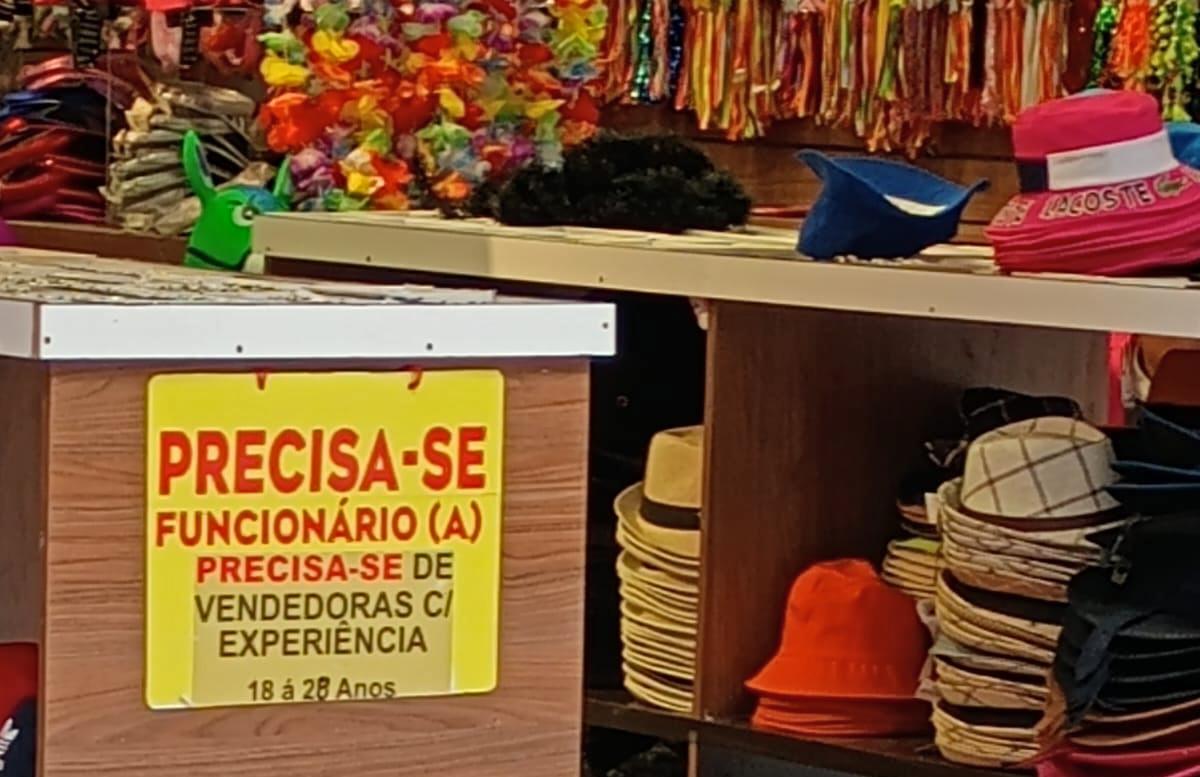 PRECISA-SE
FUNCIONÁRIO (A)
PRECISA-SE DE
VENDEDORAS C/
EXPERIÊNCIA
18 á 28 Anos
LACOSTE